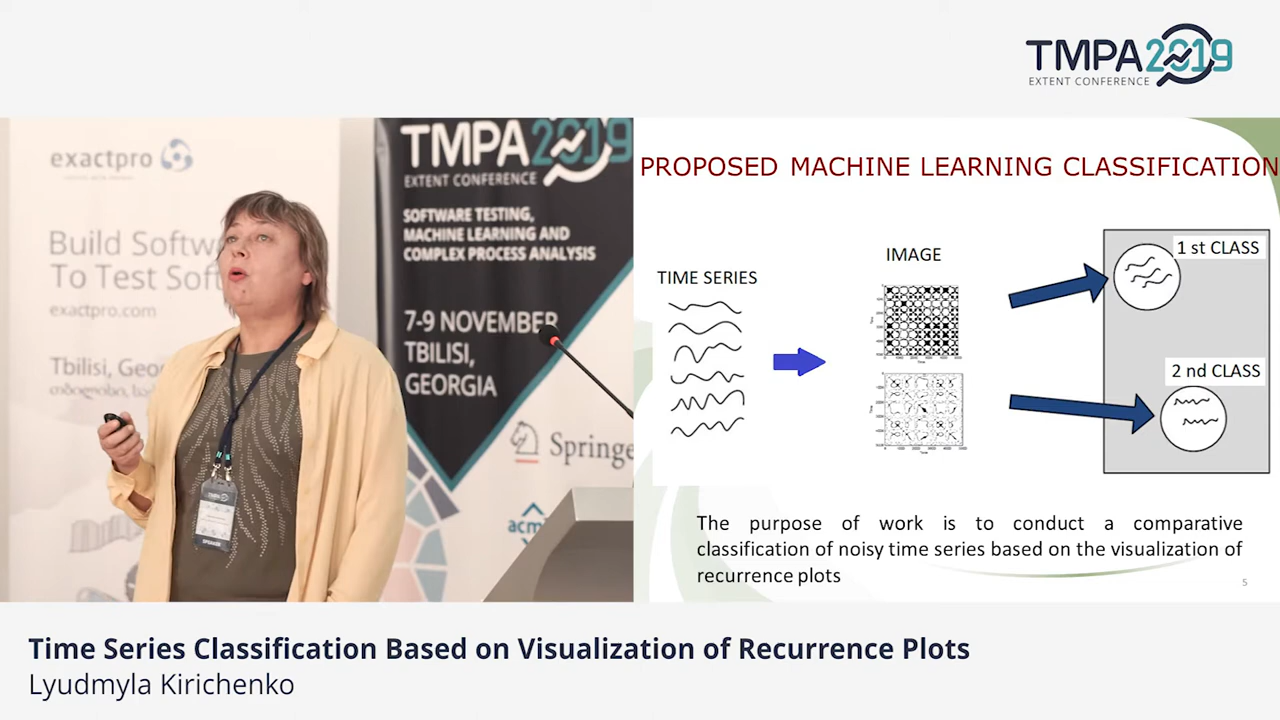 TMPA2019
EXTENT CONFERENCE
exactpro
Build Softw
To Test Soft
exactpro.com
Tbilisi, Geo
TMPA2019
EXTENT CONFERENCE
SOFTWARE TESTING,
MACHINE LEARNING AND
COMPLEX PROCESS ANALYSIS
7-9 NOVEMBER
TBILISI,
GEORGIA
Springe
acm
TMPA
SPEAKER
PROPOSED MACHINE LEARNING CLASSIFICATION
TIME SERIES
IMAGE
1 st CLASS
2 nd CLASS
The purpose of work is to conduct a comparative
classification of noisy time series based on the visualization of
recurrence plots
5
Time Series Classification Based on Visualization of Recurrence Plots
Lyudmyla Kirichenko